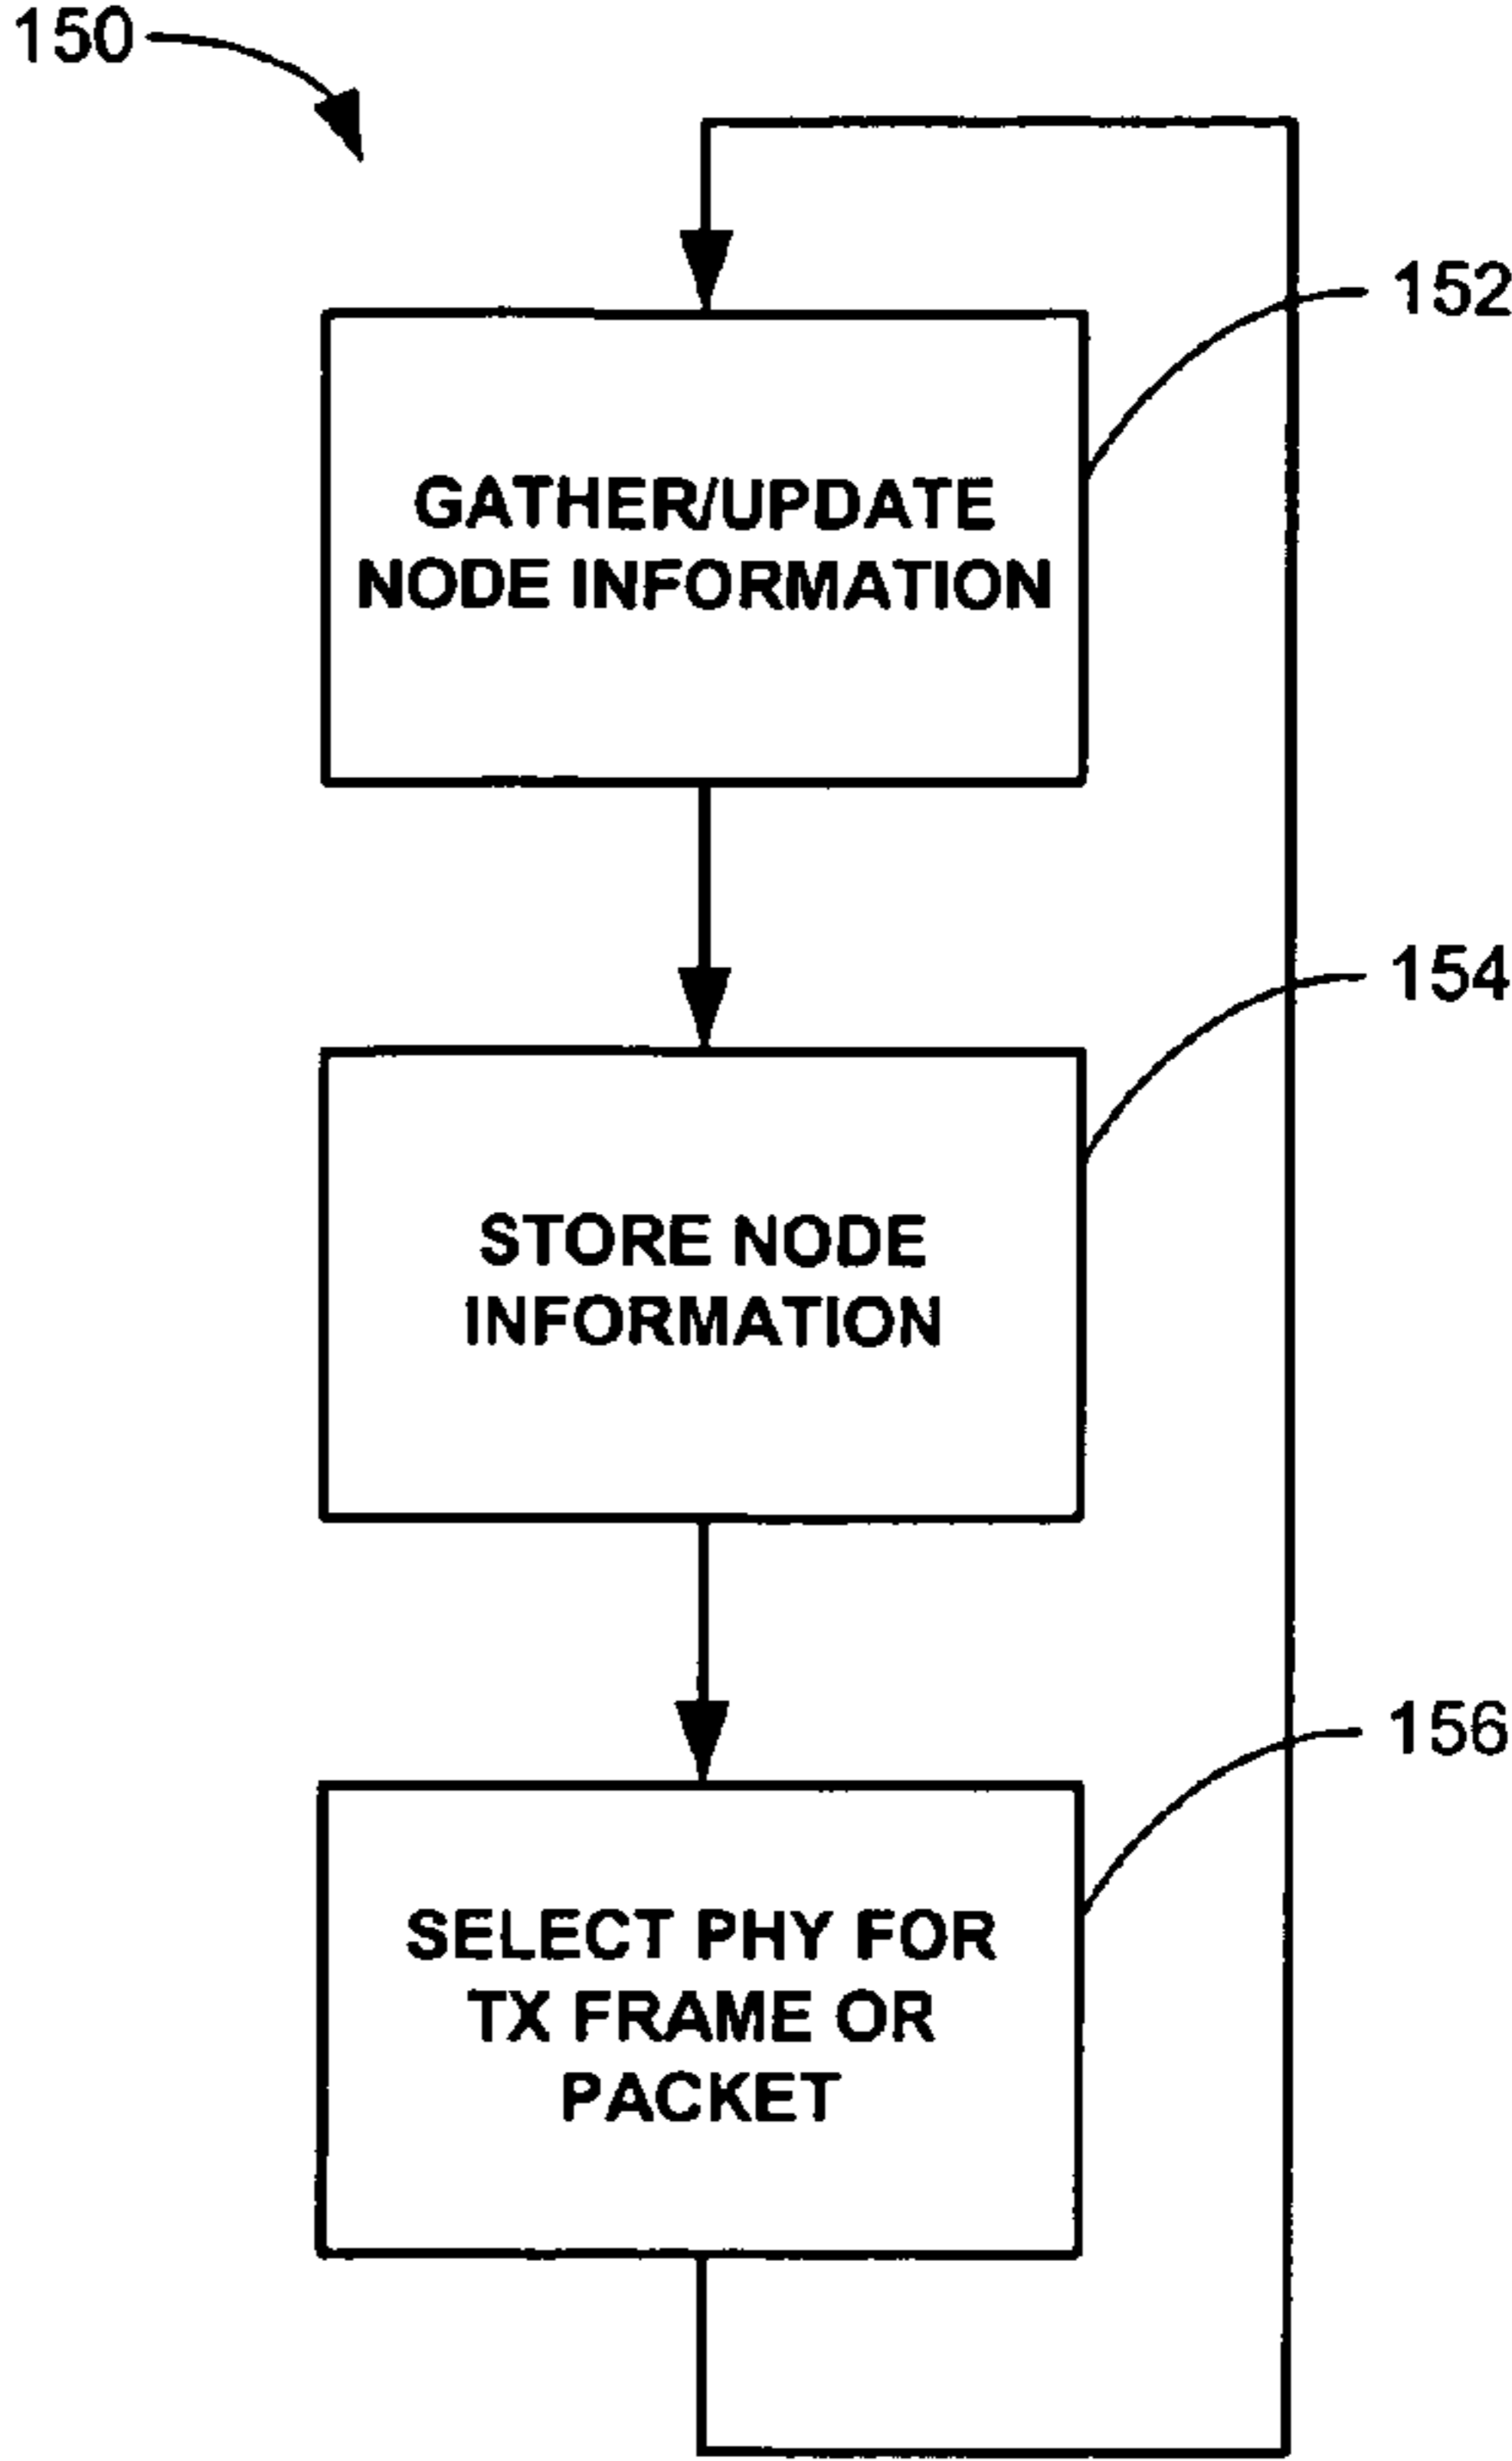 150
152
GATHER/UPDATE
NODE INFORMATION
154
STORE NODE
INFORMATION
156
SELECT PHY FOR
TX FRAME OR
PACKET